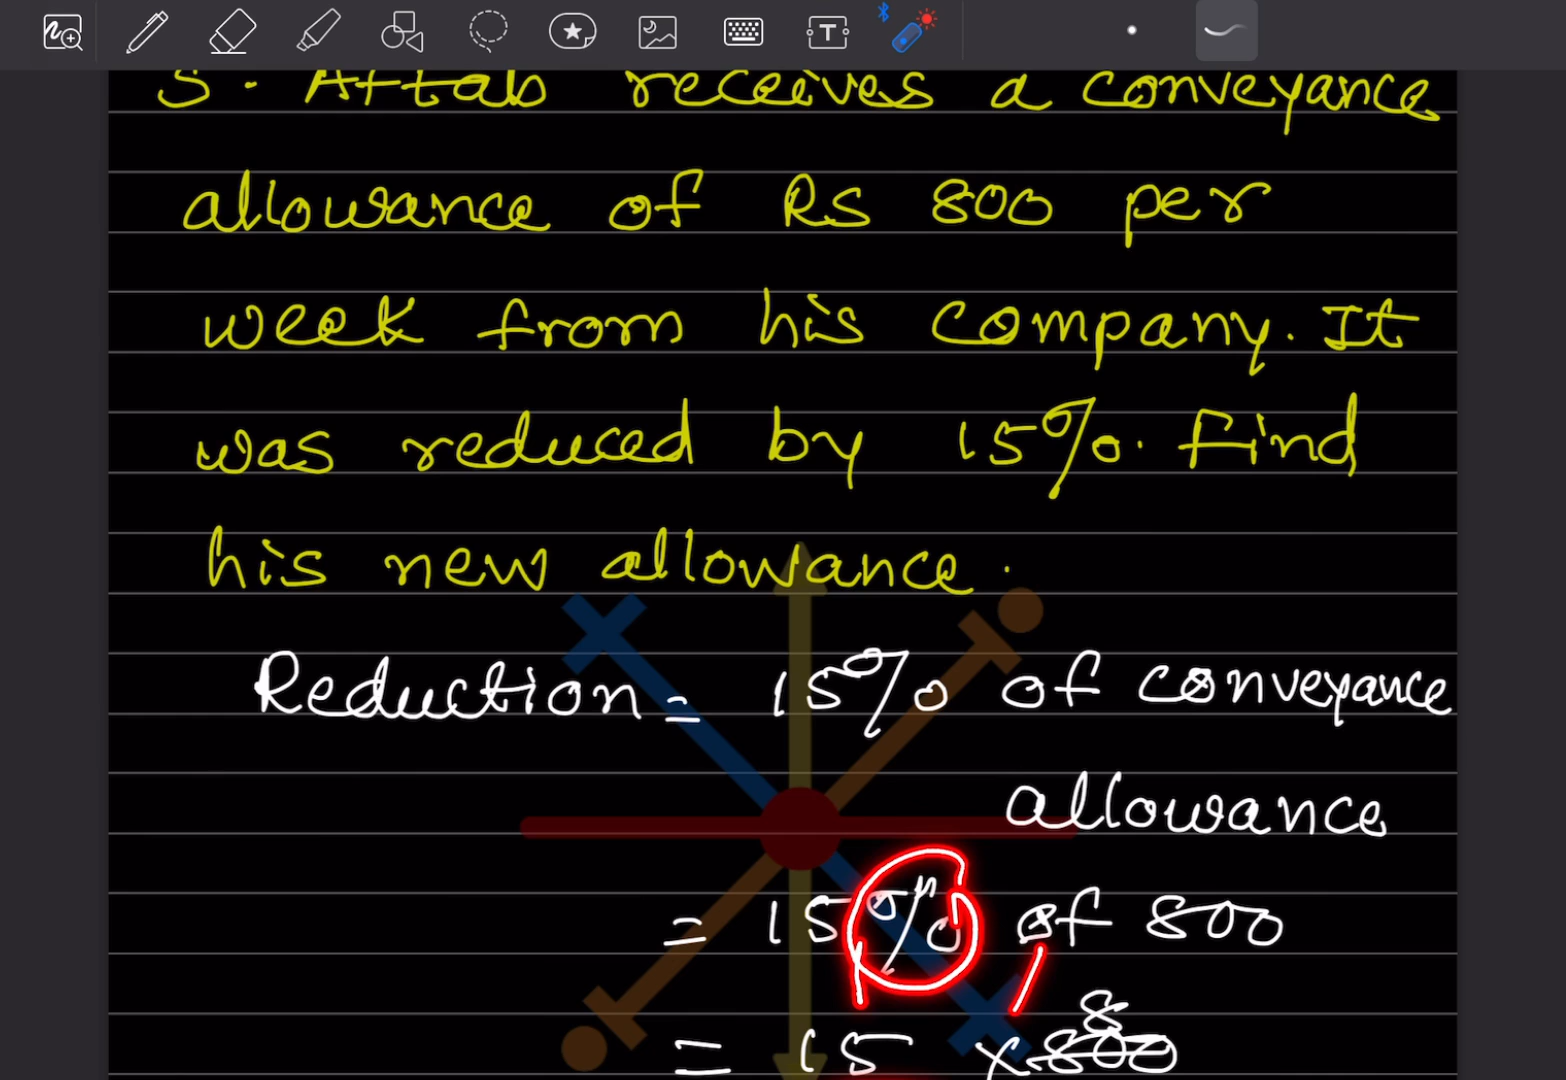 5. Aftab receives a conveyance
allowance of Rs 800 per
week from his company. It
was reduced by 15%. Find
his new allowance.
Reduction = 15% of conveyance
allowance
= 15% of 800
8
= 15 × 800